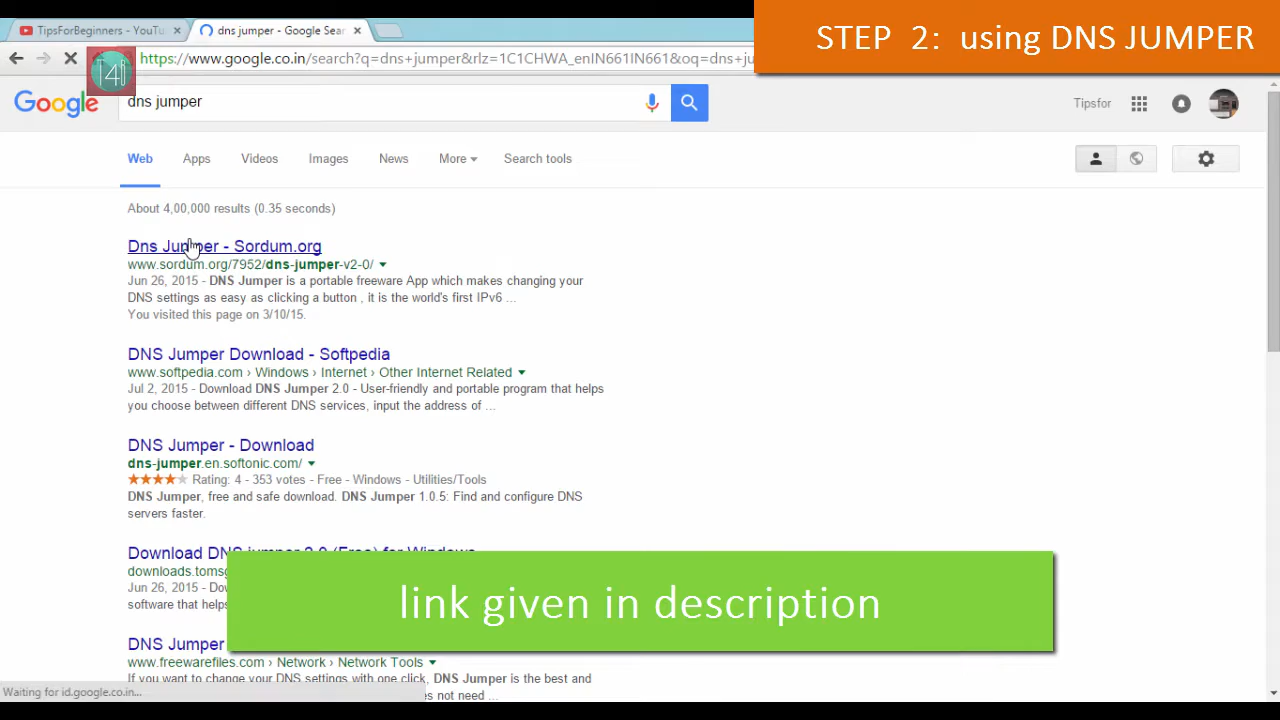 TipsForBeginners - YouTu
dns jumper - Google Sear
STEP 2: using DNS JUMPER
https://www.google.co.in/search?q=dns+jumper&rlz=1C1CHWA_enIN661IN661&oq=dns+ju
Google
dns jumper
Tipsfor
Web
Apps
Videos
Images
News
More
Search tools
About 4,00,000 results (0.35 seconds)
Dns Jumper - Sordum.org
www.sordum.org/7952/dns-jumper-v2-0/
Jun 26, 2015 - DNS Jumper is a portable freeware App which makes changing your
DNS settings as easy as clicking a button , it is the world's first IPv6 ...
You visited this page on 3/10/15.
DNS Jumper Download - Softpedia
www.softpedia.com › Windows › Internet › Other Internet Related
Jul 2, 2015 - Download DNS Jumper 2.0 - User-friendly and portable program that helps
you choose between different DNS services, input the address of ...
DNS Jumper - Download
dns-jumper.en.softonic.com/
Rating: 4 - 353 votes - Free - Windows - Utilities/Tools
DNS Jumper, free and safe download. DNS Jumper 1.0.5: Find and configure DNS
servers faster.
Download DNS jumper 2.0 (Free) for Windows
downloads.tomsg
Jun 26, 2015 -
software that helps
link given in description
DNS Jumper
www.freewarefiles.com › Network › Network Tools
If you want to change your DNS settings with one click, DNS Jumper is the best and
es not need ...
Waiting for id.google.co.in...